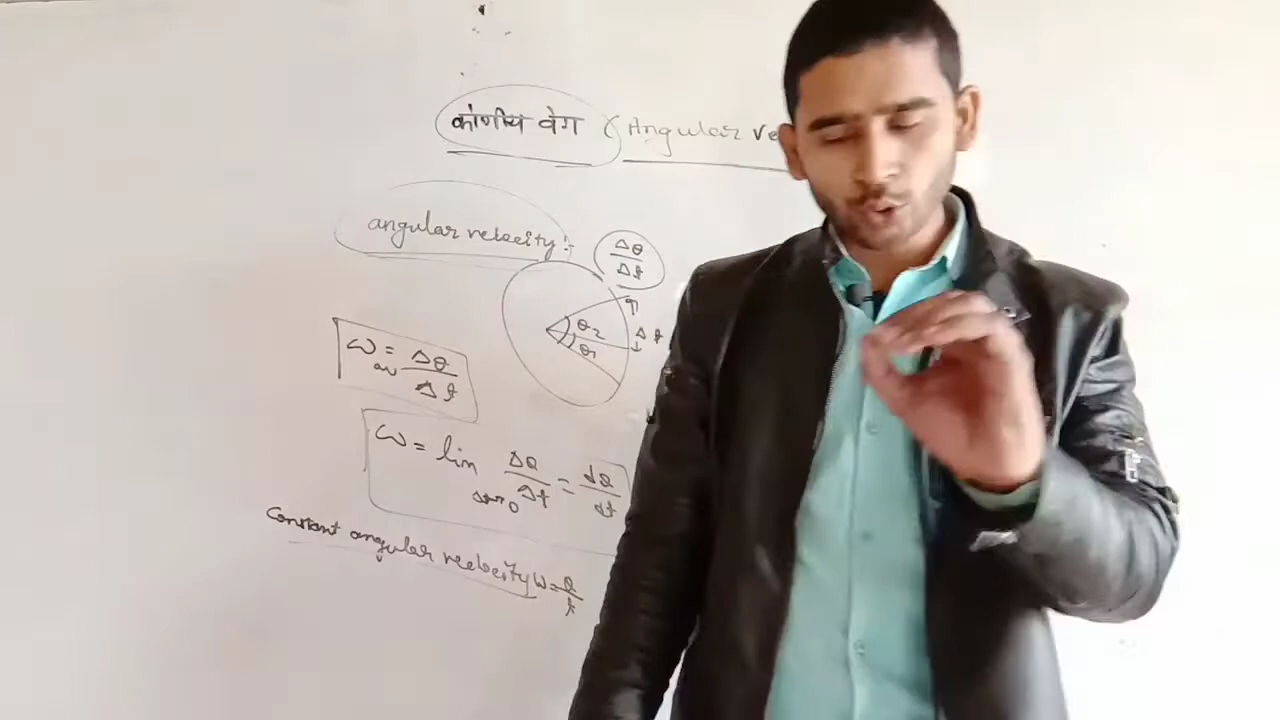 कोणीय वेग (Angular Ve
angular velocity :-
Δθ/Δt
θ2
Δt
θ1
ω av = Δθ/Δt
ω = lim Δt→0 Δθ/Δt = dθ/dt
Constant angular velocity ω = θ/t